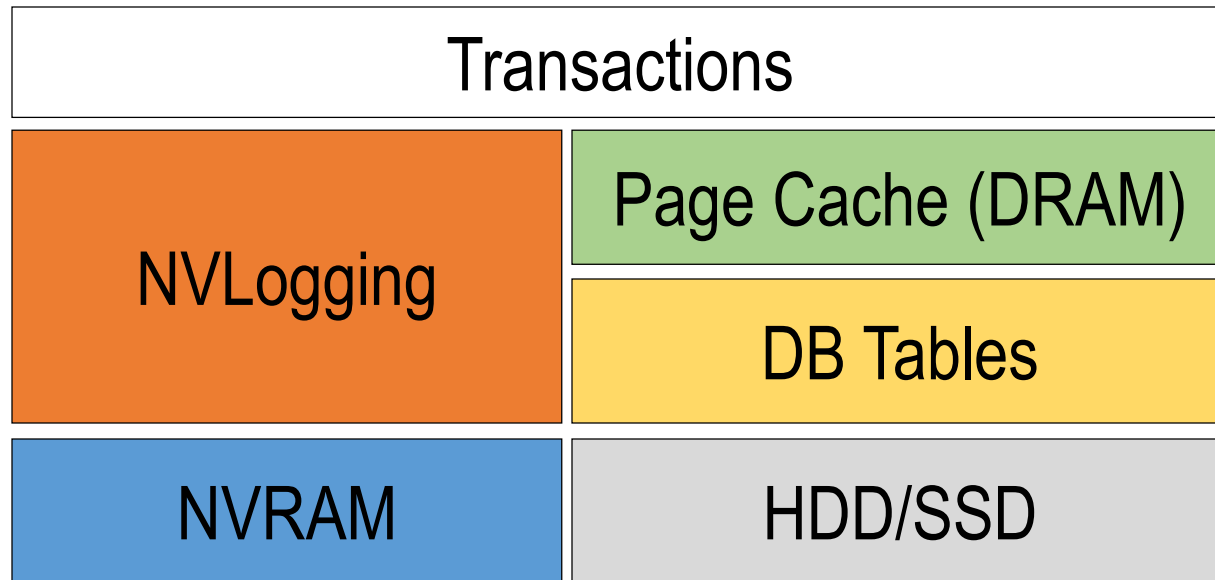 Transactions
NVLogging
Page Cache (DRAM)
DB Tables
NVRAM
HDD/SSD